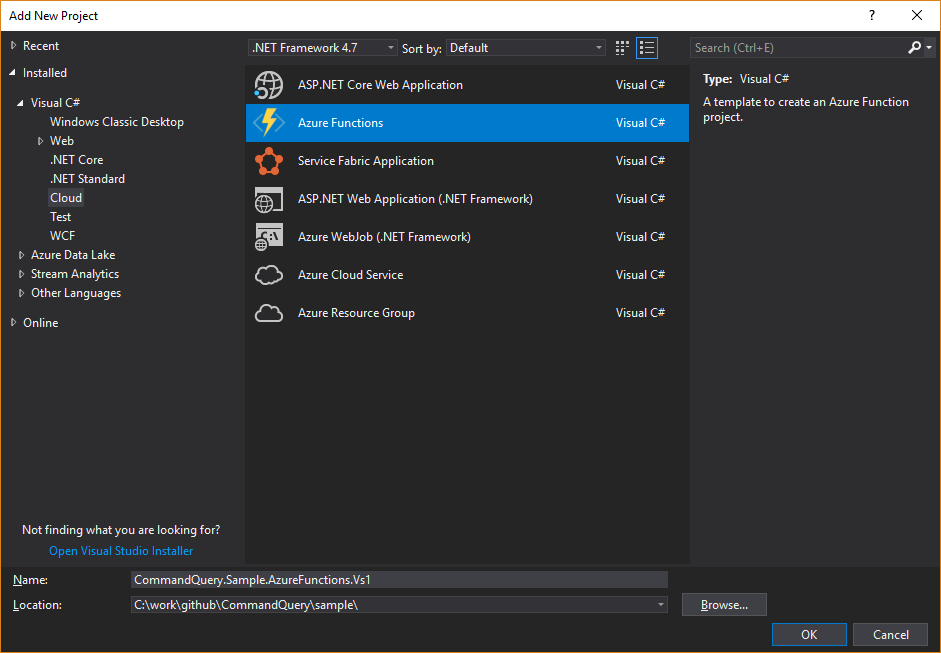 Add New Project
?
Recent
Installed
Visual C#
Windows Classic Desktop
Web
.NET Core
.NET Standard
Cloud
Test
WCF
Azure Data Lake
Stream Analytics
Other Languages
Online
Not finding what you are looking for?
Open Visual Studio Installer
.NET Framework 4.7 Sort by: Default
ASP.NET Core Web Application Visual C#
Azure Functions Visual C#
Service Fabric Application Visual C#
ASP.NET Web Application (.NET Framework) Visual C#
Azure WebJob (.NET Framework) Visual C#
Azure Cloud Service Visual C#
Azure Resource Group Visual C#
Search (Ctrl+E)
Type: Visual C#
A template to create an Azure Function
project.
Name: CommandQuery.Sample.AzureFunctions.Vs1
Location: C:\work\github\CommandQuery\sample\ Browse...
OK Cancel